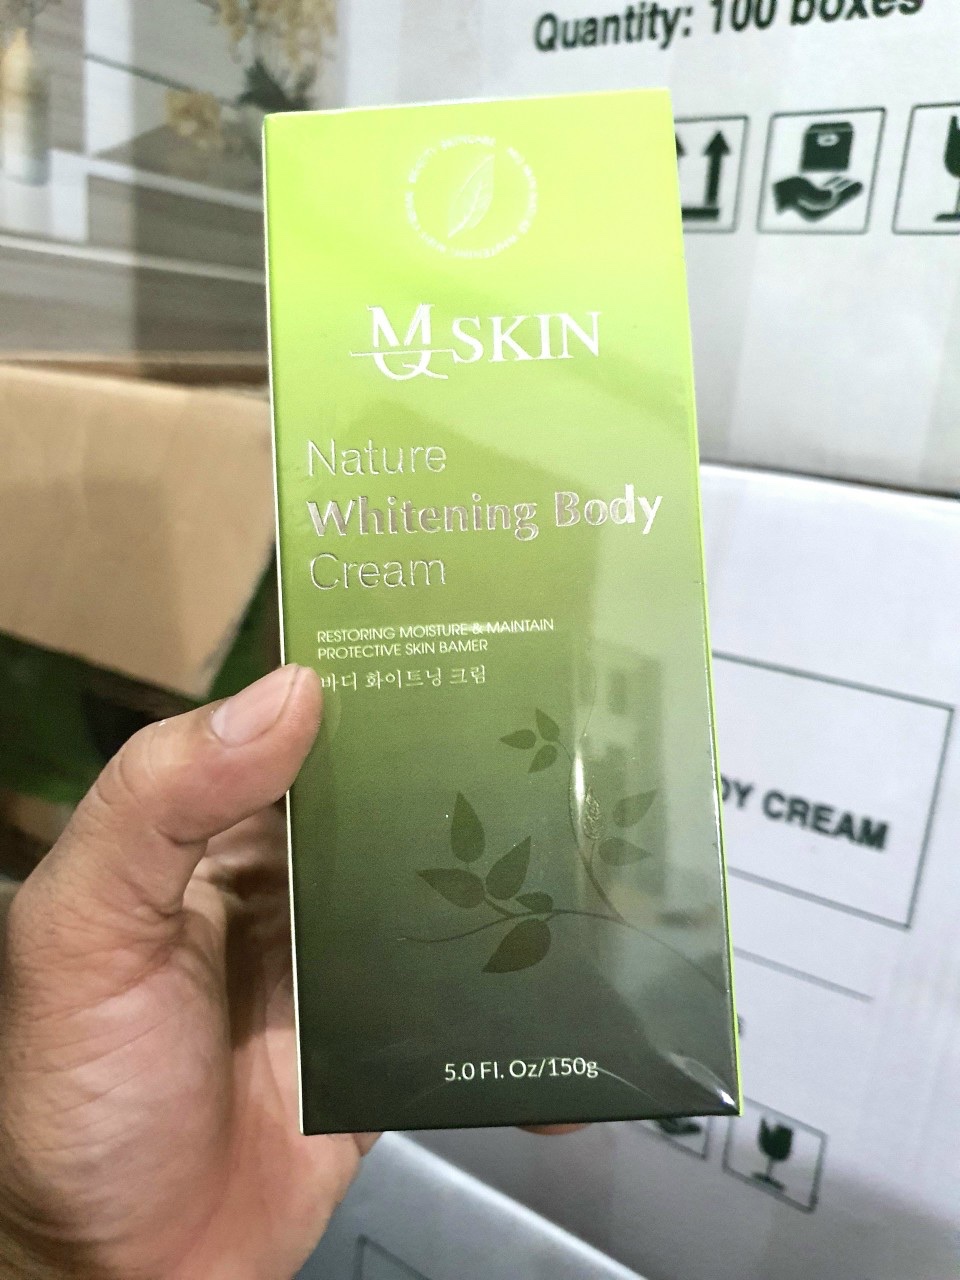 Quantity: 100 boxes
MQ SKIN
Nature
Whitening Body
Cream
RESTORING MOISTURE & MAINTAIN
PROTECTIVE SKIN BAMER
바디 화이트닝 크림
DY CREAM
5.0 Fl. Oz/150g